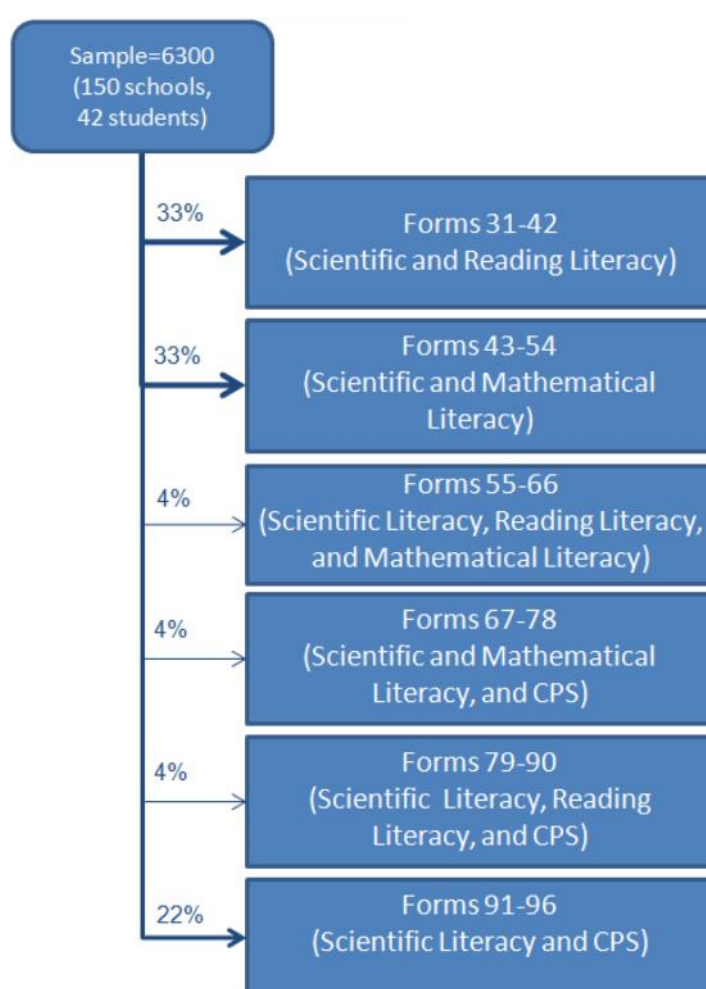 Sample=6300
(150 schools,
42 students)
33%
Forms 31-42
(Scientific and Reading Literacy)
33%
Forms 43-54
(Scientific and Mathematical
Literacy)
4%
Forms 55-66
(Scientific Literacy, Reading Literacy,
and Mathematical Literacy)
4%
Forms 67-78
(Scientific and Mathematical
Literacy, and CPS)
4%
Forms 79-90
(Scientific Literacy, Reading
Literacy, and CPS)
22%
Forms 91-96
(Scientific Literacy and CPS)